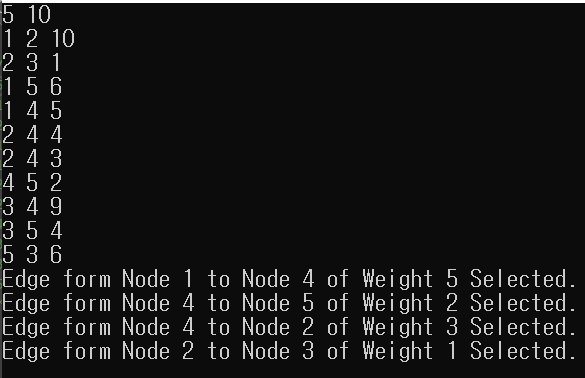 5 10
1 2 10
2 3 1
1 5 6
1 4 5
2 4 4
2 4 3
4 5 2
3 4 9
3 5 4
5 3 6
Edge form Node 1 to Node 4 of Weight 5 Selected.
Edge form Node 4 to Node 5 of Weight 2 Selected.
Edge form Node 4 to Node 2 of Weight 3 Selected.
Edge form Node 2 to Node 3 of Weight 1 Selected.